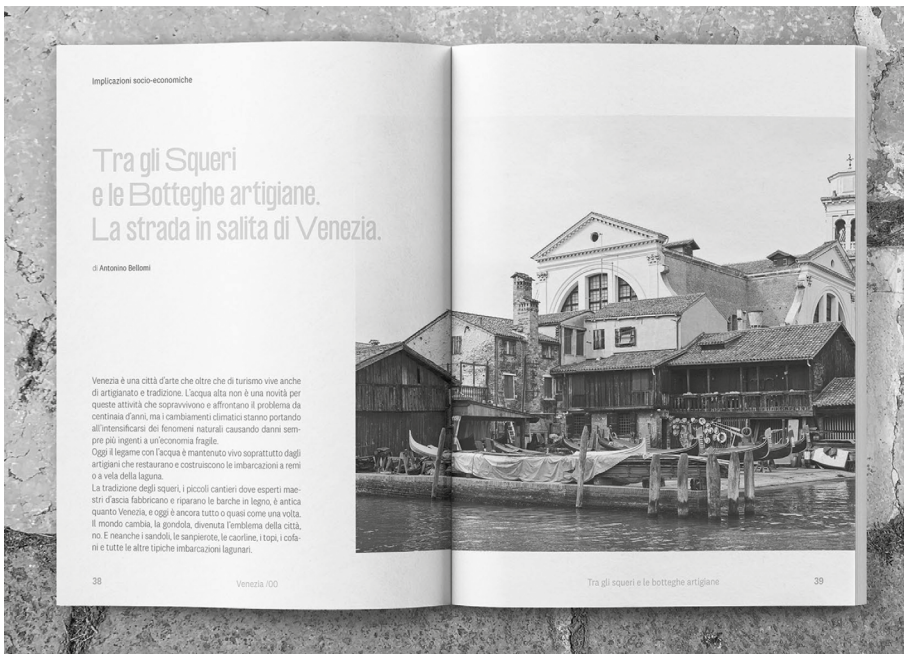 Implicazioni socio-economiche
Tra gli Squeri
e le Botteghe artigiane.
La strada in salita di Venezia.
di Antonino Bellomi
Venezia è una città d'arte che oltre che di turismo vive anche
di artigianato e tradizione. L'acqua alta non è una novità per
queste attività che sopravvivono e affrontano il problema da
centinaia d'anni, ma i cambiamenti climatici stanno portando
all'intensificarsi dei fenomeni naturali causando danni sem-
pre più ingenti a un'economia fragile.
Oggi il legame con l'acqua è mantenuto vivo soprattutto dagli
artigiani che restaurano e costruiscono le imbarcazioni a remi
o a vela della laguna.
La tradizione degli squeri, i piccoli cantieri dove esperti mae-
stri d'ascia fabbricano e riparano le barche in legno, è antica
quanto Venezia, e oggi è ancora tutto o quasi come una volta.
Il mondo cambia, la gondola, divenuta l'emblema della città,
no. E neanche i sandoli, le sanpierote, le caorline, i topi, i cofa-
ni e tutte le altre tipiche imbarcazioni lagunari.
38
Venezia /00
Tra gli squeri e le botteghe artigiane
39